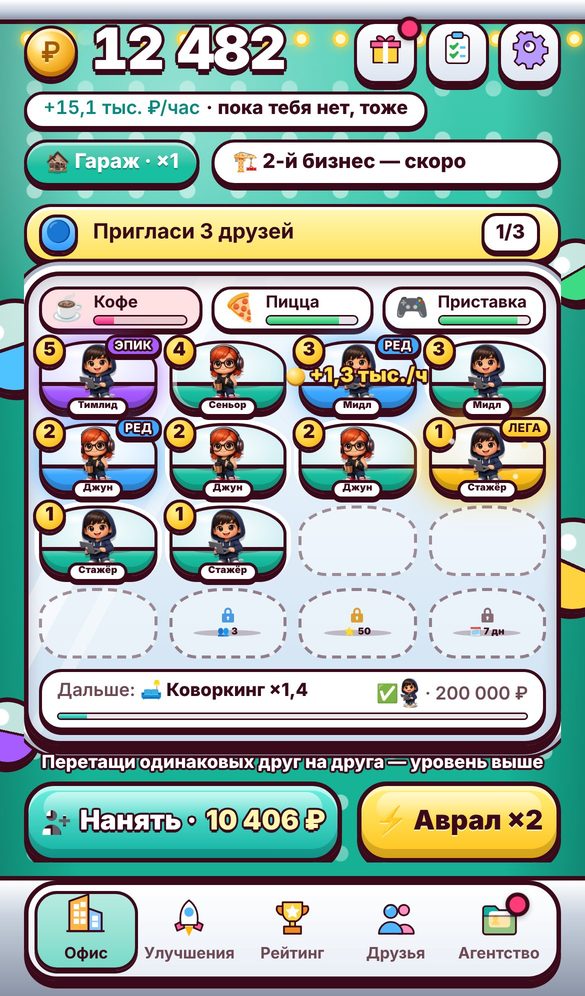 ₽ 12 482
+15,1 тыс. ₽/час · пока тебя нет, тоже
Гараж · ×1
2-й бизнес — скоро
Пригласи 3 друзей 1/3
Кофе Пицца Приставка
5 ЭПИК 4 3 РЕД 3
+1,3 тыс./ч
Тимлид Сеньор Мидл Мидл
2 РЕД 2 2 1 ЛЕГА
Джун Джун Джун Стажёр
1 1
Стажёр Стажёр
3 50 7 дн
Дальше: Коворкинг ×1,4 · 200 000 ₽
Перетащи одинаковых друг на друга — уровень выше
Нанять · 10 406 ₽ Аврал ×2
Офис Улучшения Рейтинг Друзья Агентство